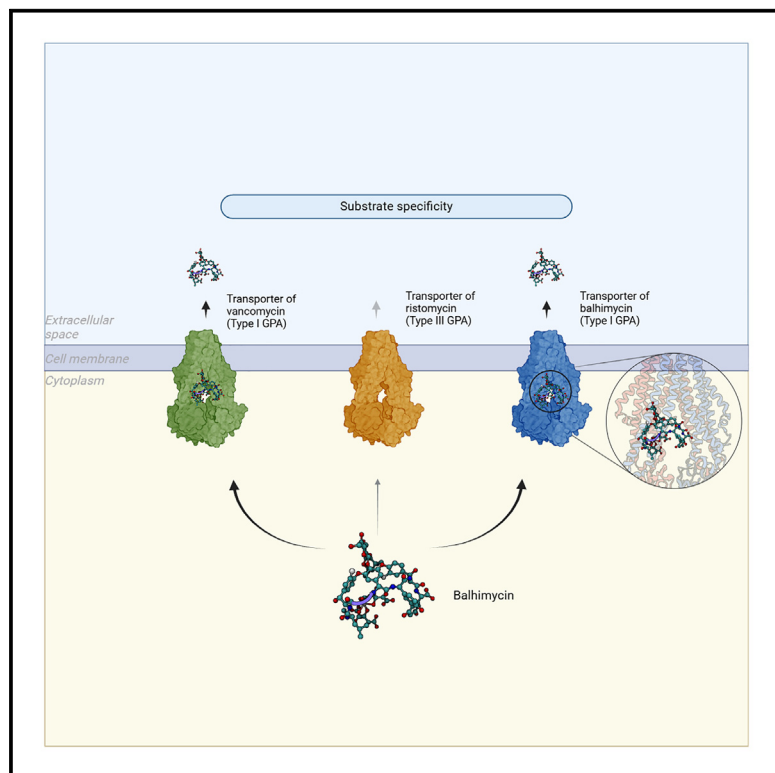 Substrate specificity
Transporter of
vancomycin
(Type I GPA)
Transporter of
ristomycin
(Type III GPA)
Transporter of
balhimycin
(Type I GPA)
Extracellular
space
Cell membrane
Cytoplasm
Balhimycin